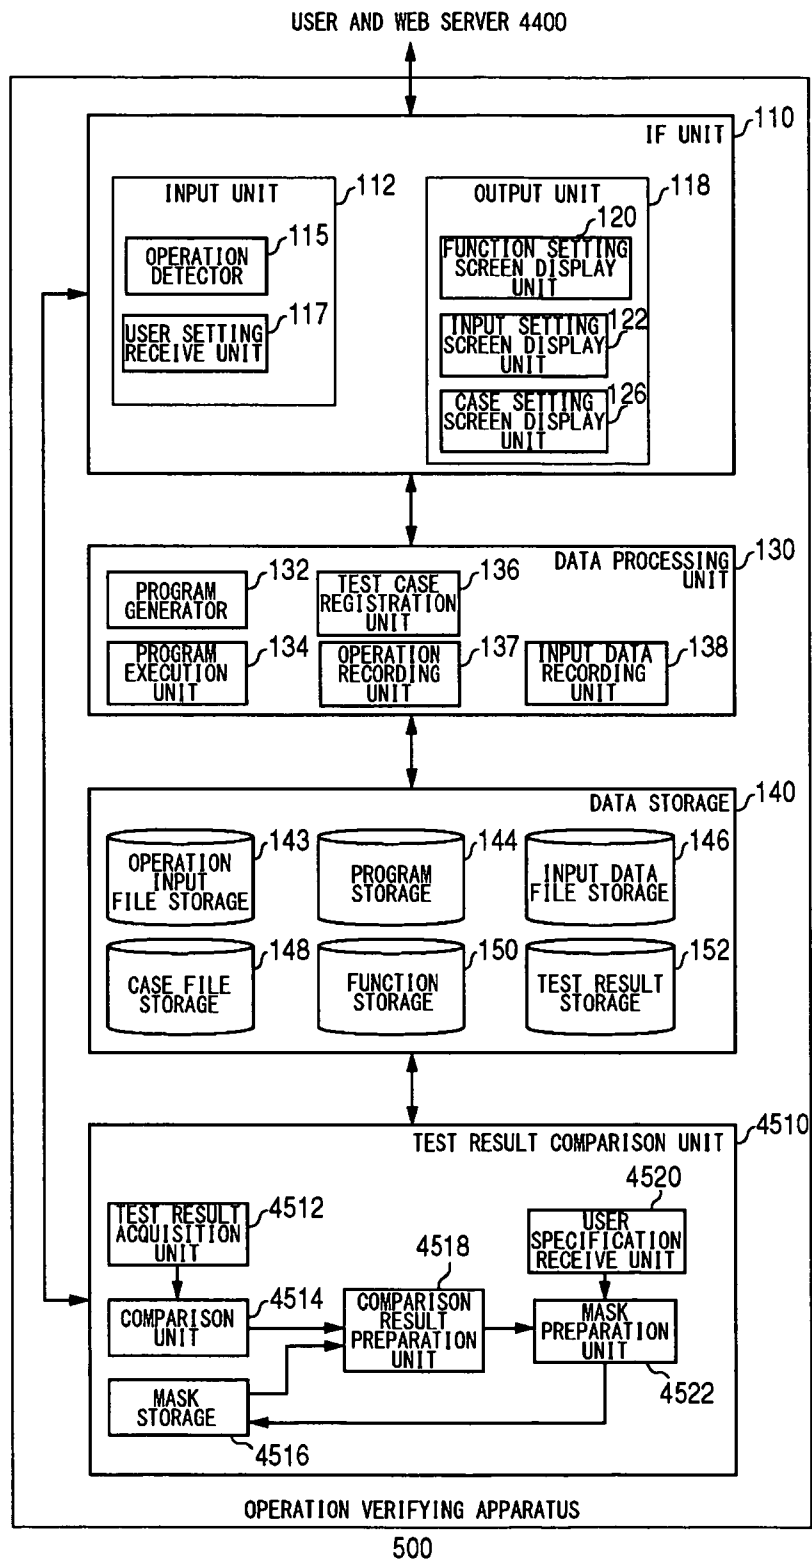 USER AND WEB SERVER 4400
110
IF UNIT
INPUT UNIT
112
115
OPERATION
DETECTOR
117
USER SETTING
RECEIVE UNIT
OUTPUT UNIT
118
120
FUNCTION SETTING
SCREEN DISPLAY
UNIT
122
INPUT SETTING
SCREEN DISPLAY
UNIT
126
CASE SETTING
SCREEN DISPLAY
UNIT
130
DATA PROCESSING
UNIT
132
PROGRAM
GENERATOR
136
TEST CASE
REGISTRATION
UNIT
134
PROGRAM
EXECUTION
UNIT
137
OPERATION
RECORDING
UNIT
138
INPUT DATA
RECORDING
UNIT
140
DATA STORAGE
143
OPERATION
INPUT
FILE STORAGE
144
PROGRAM
STORAGE
146
INPUT DATA
FILE STORAGE
148
CASE FILE
STORAGE
150
FUNCTION
STORAGE
152
TEST RESULT
STORAGE
4510
TEST RESULT COMPARISON UNIT
4512
TEST RESULT
ACQUISITION
UNIT
4520
USER
SPECIFICATION
RECEIVE UNIT
4514
COMPARISON
UNIT
4518
COMPARISON
RESULT
PREPARATION
UNIT
MASK
PREPARATION
UNIT
4522
MASK
STORAGE
4516
OPERATION VERIFYING APPARATUS
500